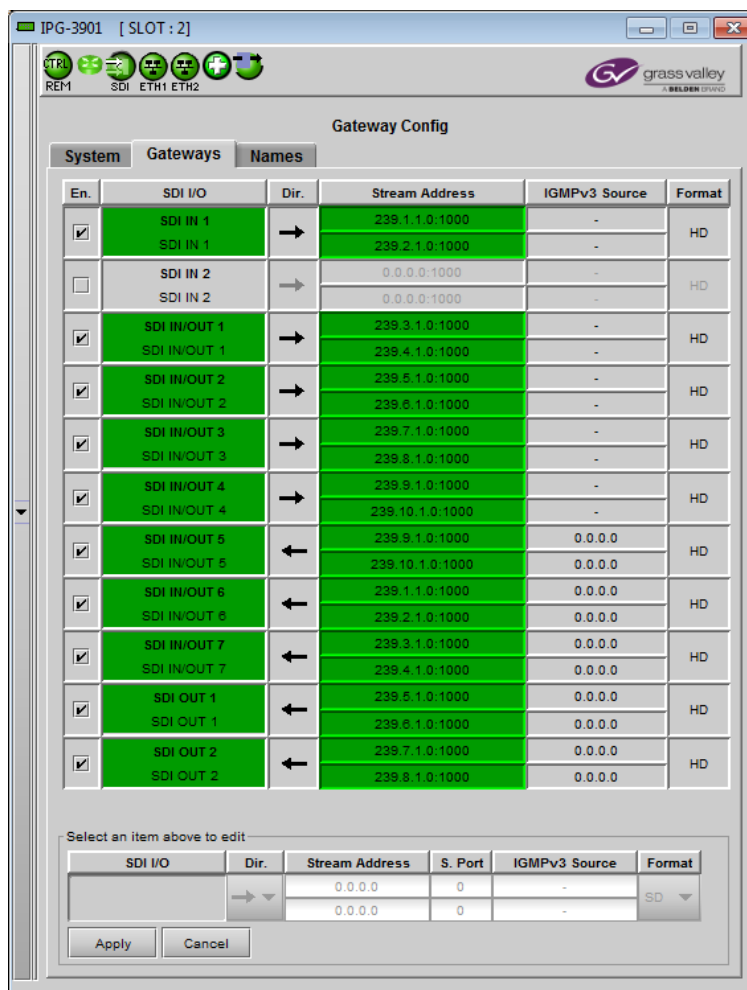 IPG-3901 [ SLOT : 2]
CTRL
REM SDI ETH1 ETH2
grass valley
A BELDEN BRAND
Gateway Config
System Gateways Names
En. SDI I/O Dir. Stream Address IGMPv3 Source Format
SDI IN 1 239.1.1.0:1000 - HD
SDI IN 1 239.2.1.0:1000 -
SDI IN 2 0.0.0.0:1000 - HD
SDI IN 2 0.0.0.0:1000 -
SDI IN/OUT 1 239.3.1.0:1000 - HD
SDI IN/OUT 1 239.4.1.0:1000 -
SDI IN/OUT 2 239.5.1.0:1000 - HD
SDI IN/OUT 2 239.6.1.0:1000 -
SDI IN/OUT 3 239.7.1.0:1000 - HD
SDI IN/OUT 3 239.8.1.0:1000 -
SDI IN/OUT 4 239.9.1.0:1000 - HD
SDI IN/OUT 4 239.10.1.0:1000 -
SDI IN/OUT 5 239.9.1.0:1000 0.0.0.0 HD
SDI IN/OUT 5 239.10.1.0:1000 0.0.0.0
SDI IN/OUT 6 239.1.1.0:1000 0.0.0.0 HD
SDI IN/OUT 6 239.2.1.0:1000 0.0.0.0
SDI IN/OUT 7 239.3.1.0:1000 0.0.0.0 HD
SDI IN/OUT 7 239.4.1.0:1000 0.0.0.0
SDI OUT 1 239.5.1.0:1000 0.0.0.0 HD
SDI OUT 1 239.6.1.0:1000 0.0.0.0
SDI OUT 2 239.7.1.0:1000 0.0.0.0 HD
SDI OUT 2 239.8.1.0:1000 0.0.0.0
Select an item above to edit
SDI I/O Dir. Stream Address S. Port IGMPv3 Source Format
0.0.0.0 0 - SD
0.0.0.0 0 -
Apply Cancel